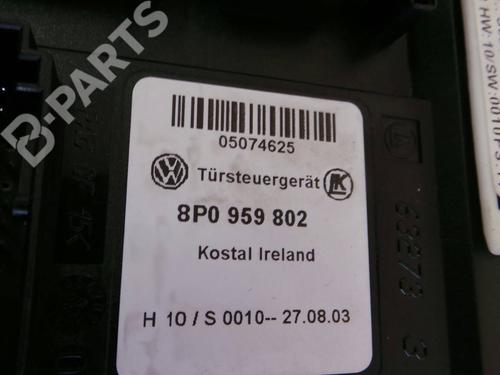 B-PARTS
05074625
Türsteuergerät
8P0 959 802
Kostal Ireland
H 10 / S 0010-- 27.08.03